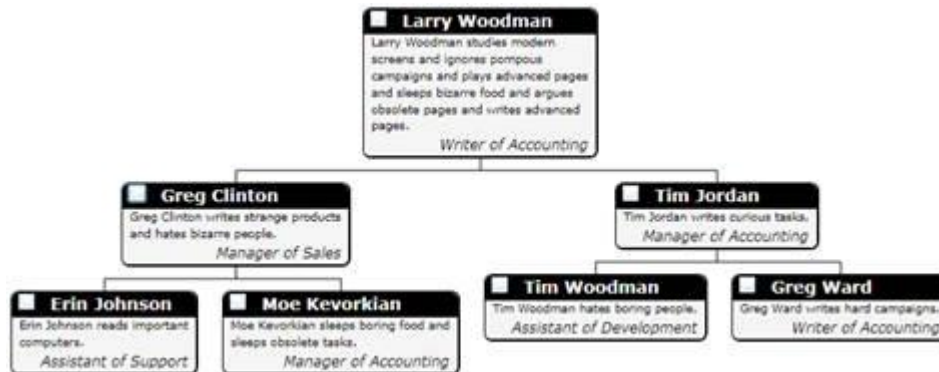 Larry Woodman
Larry Woodman studies modern
screens and ignores pompous
campaigns and plays advanced pages
and sleeps bizarre food and argues
obsolete pages and writes advanced
pages.
Writer of Accounting
Greg Clinton
Greg Clinton writes strange products
and hates bizarre people.
Manager of Sales
Tim Jordan
Tim Jordan writes curious tasks.
Manager of Accounting
Erin Johnson
Erin Johnson reads important
computers.
Assistant of Support
Moe Kevorkian
Moe Kevorkian sleeps boring food and
sleeps obsolete tasks.
Manager of Accounting
Tim Woodman
Tim Woodman hates boring people.
Assistant of Development
Greg Ward
Greg Ward writes hard campaigns.
Writer of Accounting